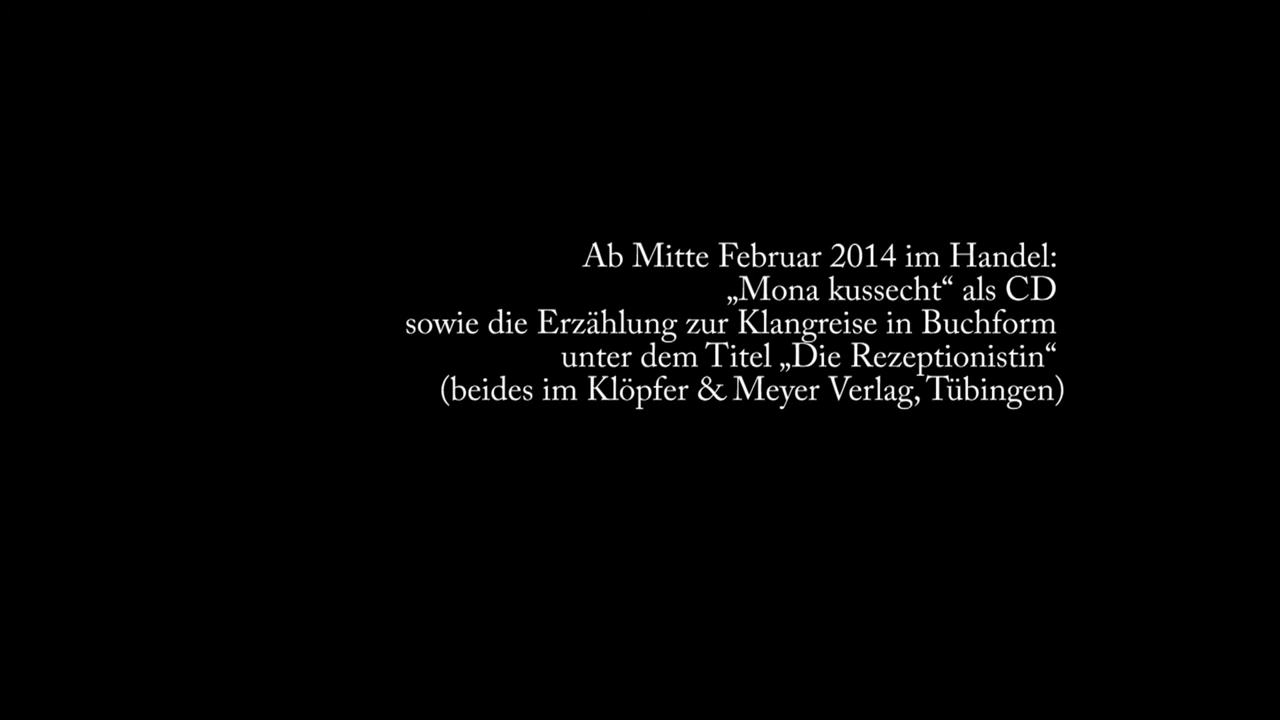 Ab Mitte Februar 2014 im Handel:
„Mona kussecht“ als CD
sowie die Erzählung zur Klangreise in Buchform
unter dem Titel „Die Rezeptionistin“
(beides im Klöpfer & Meyer Verlag, Tübingen)